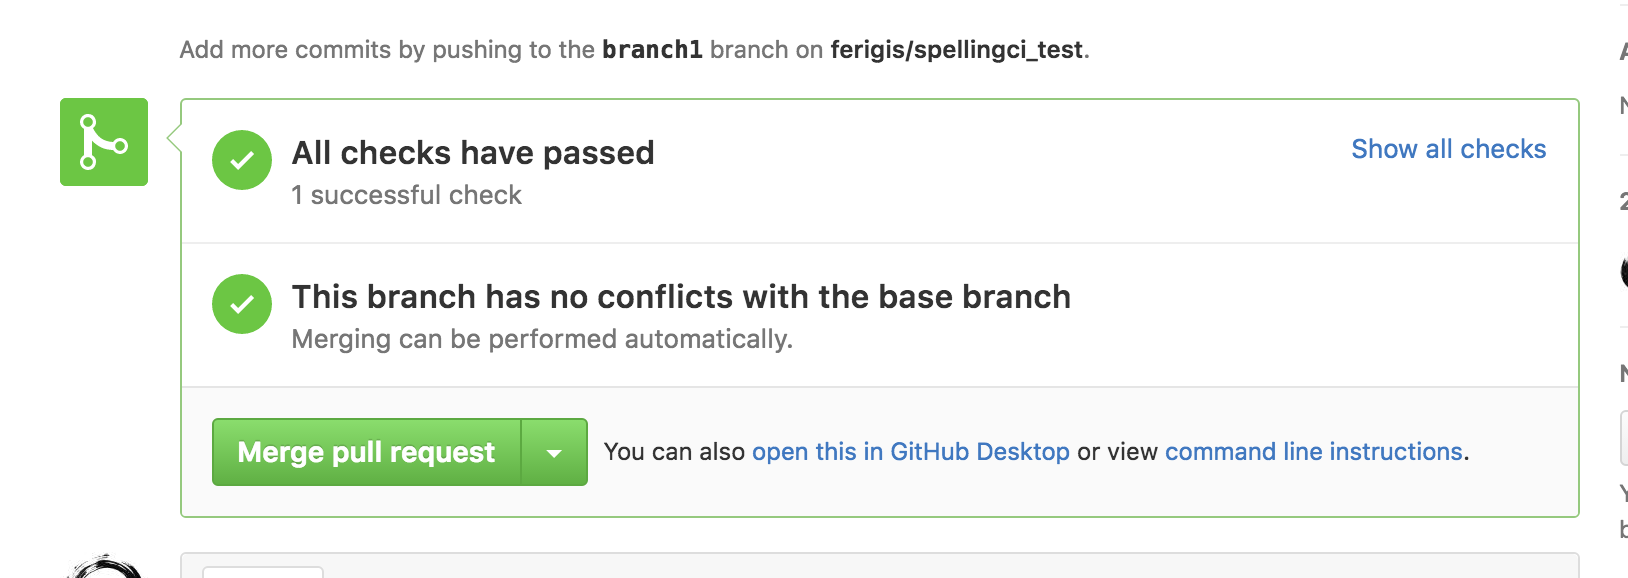 Add more commits by pushing to the branch1 branch on ferigis/spellingci_test.
All checks have passed
Show all checks
1 successful check
This branch has no conflicts with the base branch
Merging can be performed automatically.
Merge pull request
You can also open this in GitHub Desktop or view command line instructions.